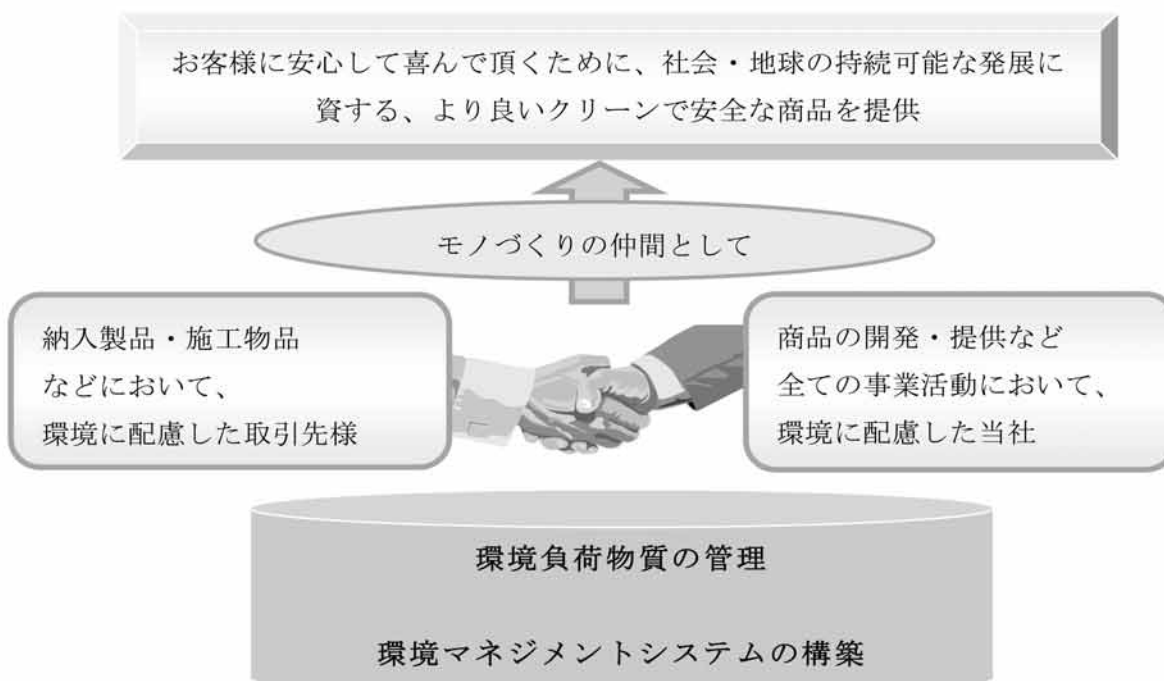 お客様に安心して喜んで頂くために、社会・地球の持続可能な発展に
資する、より良いクリーンで安全な商品を提供
モノづくりの仲間として
納入製品・施工物品
などにおいて、
環境に配慮した取引先様
商品の開発・提供など
全ての事業活動において、
環境に配慮した当社
環境負荷物質の管理
環境マネジメントシステムの構築